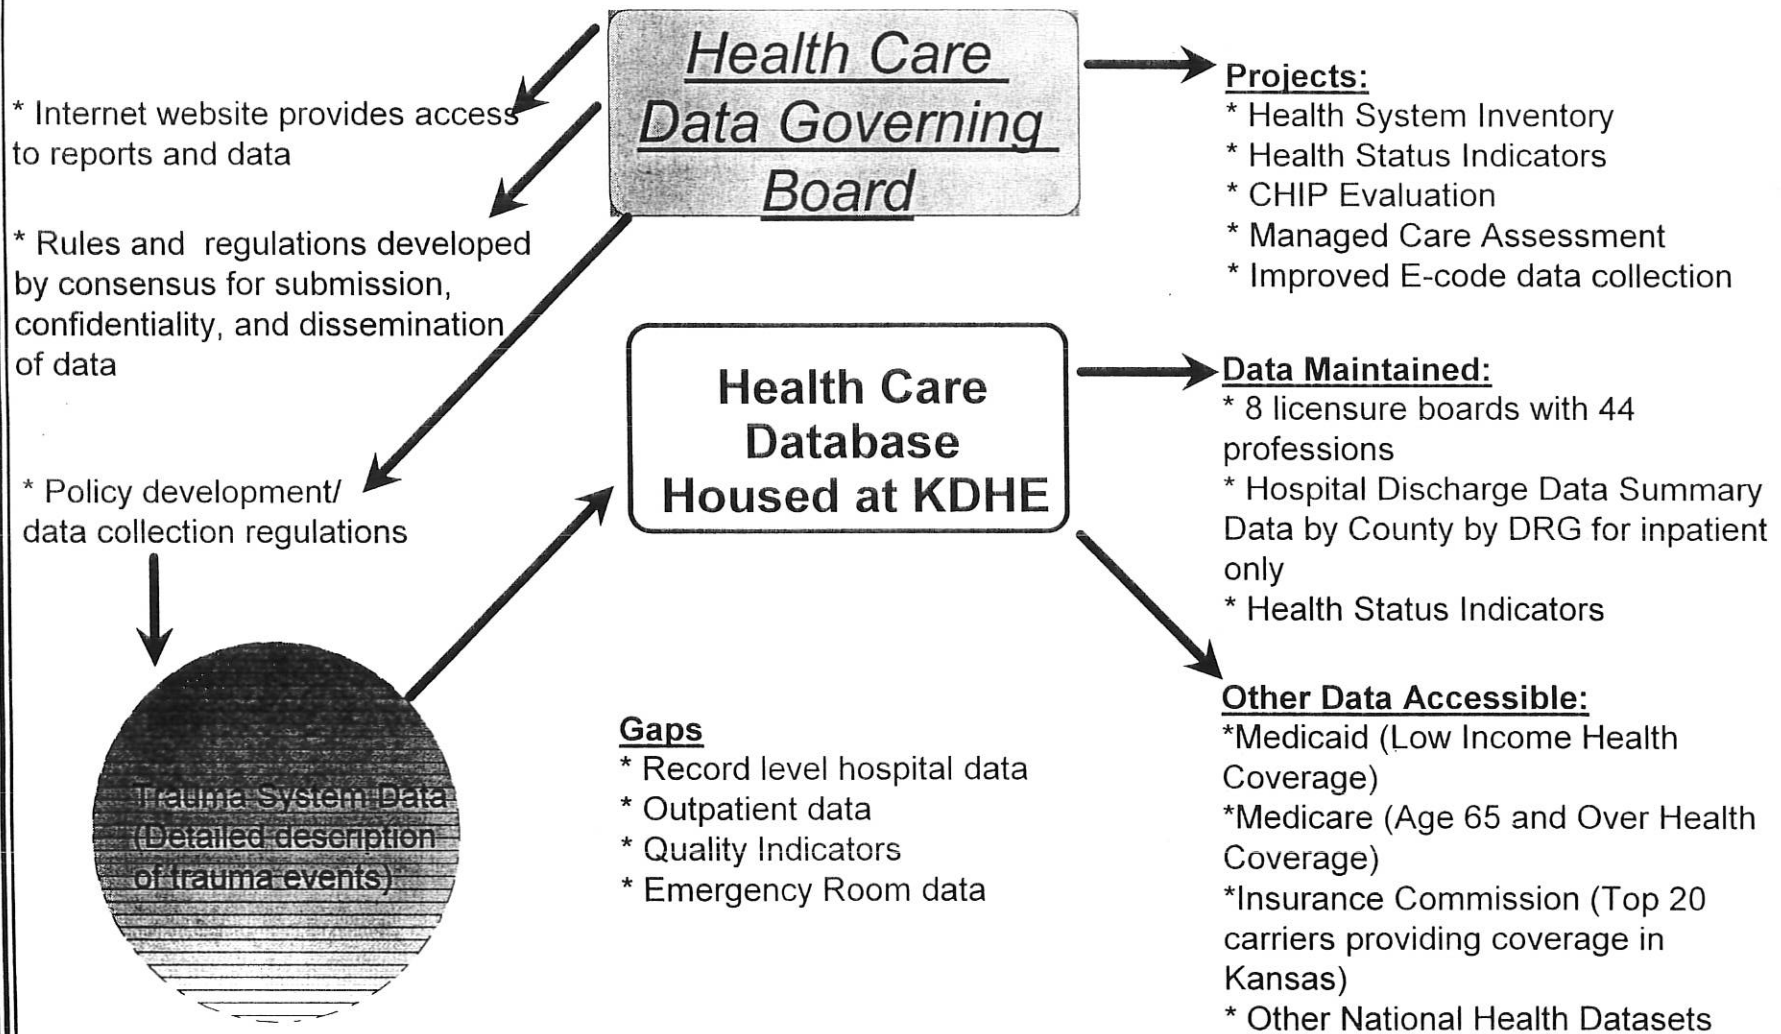 Health Care
Data Governing
Board
* Internet website provides access
to reports and data
* Rules and regulations developed
by consensus for submission,
confidentiality, and dissemination
of data
* Policy development/
data collection regulations
Trauma System Data
(Detailed description
of trauma events)
Health Care
Database
Housed at KDHE
Gaps
* Record level hospital data
* Outpatient data
* Quality Indicators
* Emergency Room data
Projects:
* Health System Inventory
* Health Status Indicators
* CHIP Evaluation
* Managed Care Assessment
* Improved E-code data collection
Data Maintained:
* 8 licensure boards with 44
professions
* Hospital Discharge Data Summary
Data by County by DRG for inpatient
only
* Health Status Indicators
Other Data Accessible:
*Medicaid (Low Income Health
Coverage)
*Medicare (Age 65 and Over Health
Coverage)
*Insurance Commission (Top 20
carriers providing coverage in
Kansas)
* Other National Health Datasets